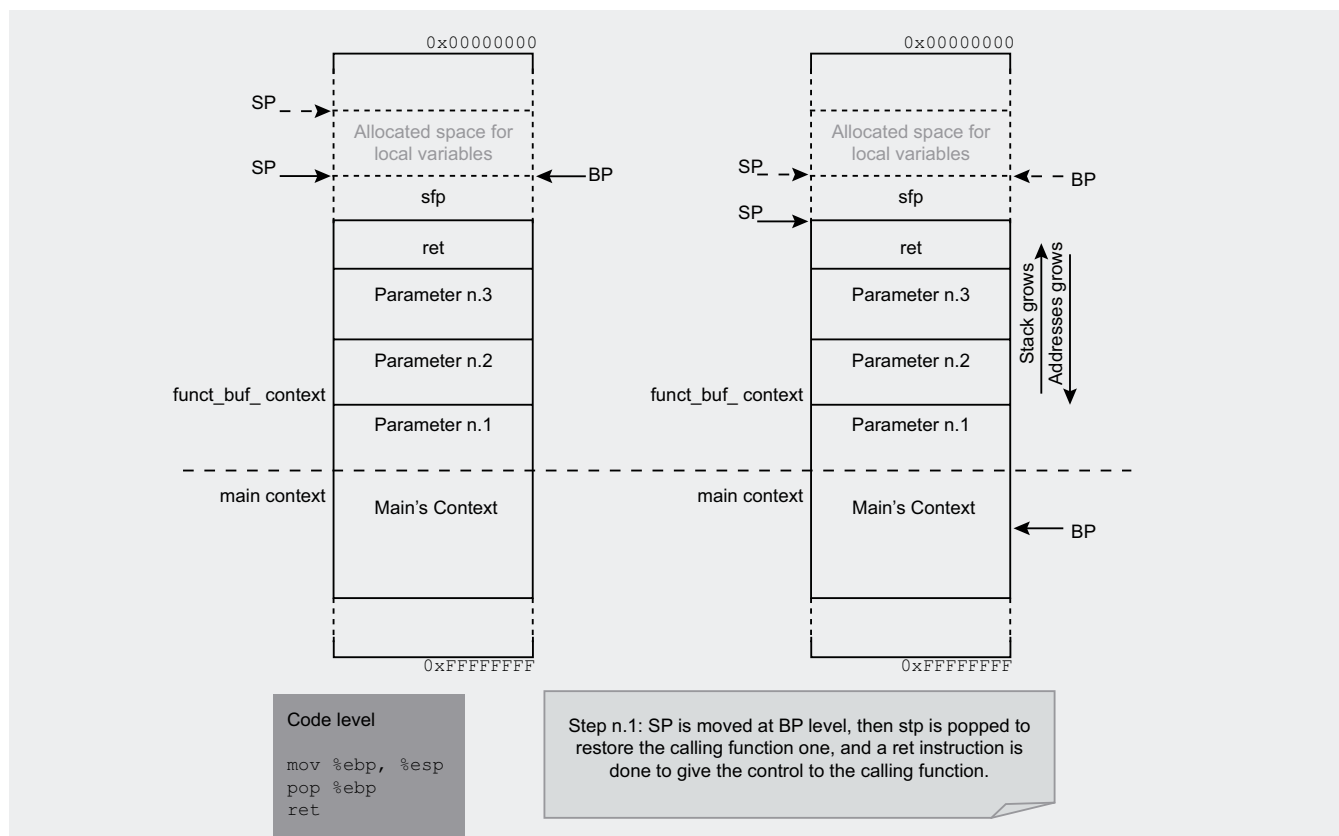 0x00000000
SP
Allocated space for
local variables
SP
BP
sfp
ret
Parameter n.3
Parameter n.2
funct_buf_ context
Parameter n.1
main context
Main's Context
0xFFFFFFFF
0x00000000
Allocated space for
local variables
SP
BP
sfp
SP
ret
Stack grows
Addresses grows
Parameter n.3
Parameter n.2
funct_buf_ context
Parameter n.1
main context
Main's Context
BP
0xFFFFFFFF
Code level
mov %ebp, %esp
pop %ebp
ret
Step n.1: SP is moved at BP level, then stp is popped to
restore the calling function one, and a ret instruction is
done to give the control to the calling function.